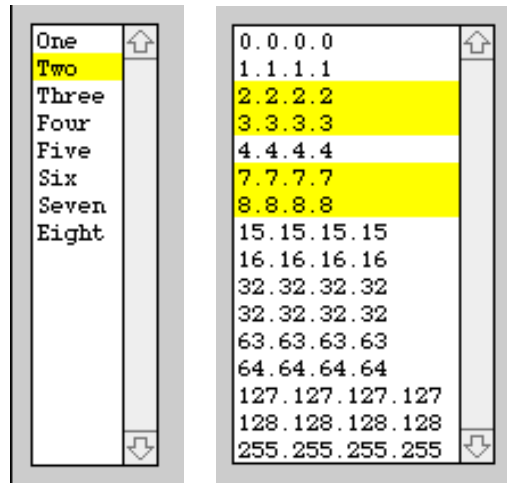 One
Two
Three
Four
Five
Six
Seven
Eight
0.0.0.0
1.1.1.1
2.2.2.2
3.3.3.3
4.4.4.4
7.7.7.7
8.8.8.8
15.15.15.15
16.16.16.16
32.32.32.32
32.32.32.32
63.63.63.63
64.64.64.64
127.127.127.127
128.128.128.128
255.255.255.255